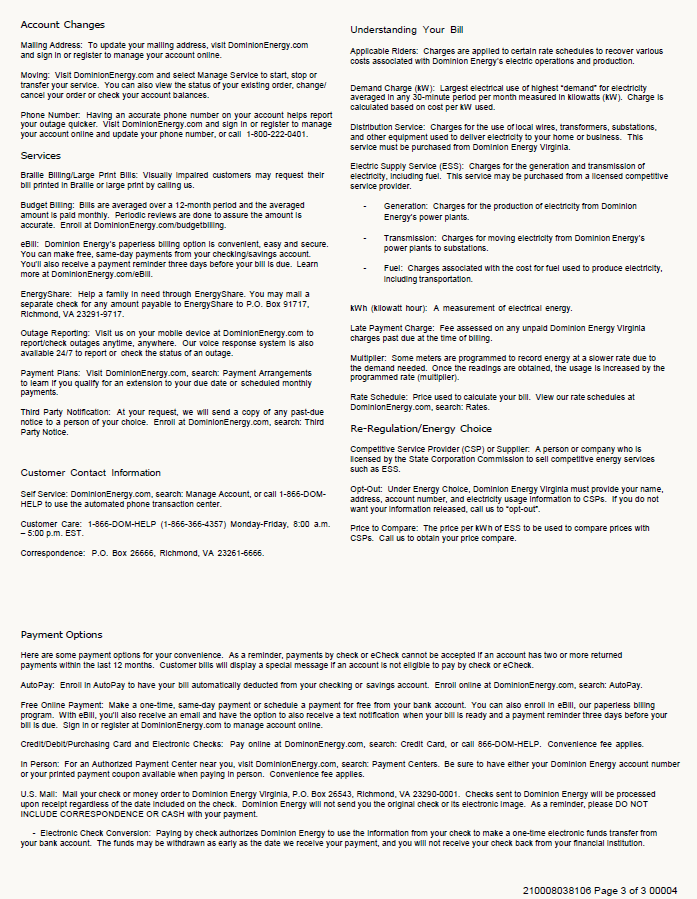 Account Changes
Mailing Address: To update your mailing address, visit DominionEnergy.com
and sign in or register to manage your account online.
Moving: Visit DominionEnergy.com and select Manage Service to start, stop or
transfer your service. You can also view the status of your existing order, change/
cancel your order or check your account balances.
Phone Number: Having an accurate phone number on your account helps report
your outage quicker. Visit DominionEnergy.com and sign in or register to manage
your account online and update your phone number, or call 1-800-222-0401.
Services
Braille Billing/Large Print Bills: Visually impaired customers may request their
bill printed in Braille or large print by calling us.
Budget Billing: Bills are averaged over a 12-month period and the averaged
amount is paid monthly. Periodic reviews are done to assure the amount is
accurate. Enroll at DominionEnergy.com/budgetbilling.
eBill: Dominion Energy's paperless billing option is convenient, easy and secure.
You can make free, same-day payments from your checking/savings account.
You'll also receive a payment reminder three days before your bill is due. Learn
more at DominionEnergy.com/eBill.
EnergyShare: Help a family in need through EnergyShare. You may mail a
separate check for any amount payable to EnergyShare to P.O. Box 91717,
Richmond, VA 23291-9717.
Outage Reporting: Visit us on your mobile device at DominionEnergy.com to
report/check outages anytime, anywhere. Our voice response system is also
available 24/7 to report or check the status of an outage.
Payment Plans: Visit DominionEnergy.com, search: Payment Arrangements
to learn if you qualify for an extension to your due date or scheduled monthly
payments.
Third Party Notification: At your request, we will send a copy of any past-due
notice to a person of your choice. Enroll at DominionEnergy.com, search: Third
Party Notice.
Customer Contact Information
Self Service: DominionEnergy.com, search: Manage Account, or call 1-866-DOM-
HELP to use the automated phone transaction center.
Customer Care: 1-866-DOM-HELP (1-866-366-4357) Monday-Friday, 8:00 a.m.
– 5:00 p.m. EST.
Correspondence: P.O. Box 26666, Richmond, VA 23261-6666.
Understanding Your Bill
Applicable Riders: Charges are applied to certain rate schedules to recover various
costs associated with Dominion Energy's electric operations and production.
Demand Charge (kW): Largest electrical use of highest "demand" for electricity
averaged in any 30-minute period per month measured in kilowatts (kW). Charge is
calculated based on cost per kW used.
Distribution Service: Charges for the use of local wires, transformers, substations,
and other equipment used to deliver electricity to your home or business. This
service must be purchased from Dominion Energy Virginia.
Electric Supply Service (ESS): Charges for the generation and transmission of
electricity, including fuel. This service may be purchased from a licensed competitive
service provider.
- Generation: Charges for the production of electricity from Dominion
Energy's power plants.
- Transmission: Charges for moving electricity from Dominion Energy's
power plants to substations.
- Fuel: Charges associated with the cost for fuel used to produce electricity,
including transportation.
kWh (kilowatt hour): A measurement of electrical energy.
Late Payment Charge: Fee assessed on any unpaid Dominion Energy Virginia
charges past due at the time of billing.
Multiplier: Some meters are programmed to record energy at a slower rate due to
the demand needed. Once the readings are obtained, the usage is increased by the
programmed rate (multiplier).
Rate Schedule: Price used to calculate your bill. View our rate schedules at
DominionEnergy.com, search: Rates.
Re-Regulation/Energy Choice
Competitive Service Provider (CSP) or Supplier: A person or company who is
licensed by the State Corporation Commission to sell competitive energy services
such as ESS.
Opt-Out: Under Energy Choice, Dominion Energy Virginia must provide your name,
address, account number, and electricity usage information to CSPs. If you do not
want your information released, call us to "opt-out".
Price to Compare: The price per kWh of ESS to be used to compare prices with
CSPs. Call us to obtain your price compare.
Payment Options
Here are some payment options for your convenience. As a reminder, payments by check or eCheck cannot be accepted if an account has two or more returned
payments within the last 12 months. Customer bills will display a special message if an account is not eligible to pay by check or eCheck.
AutoPay: Enroll in AutoPay to have your bill automatically deducted from your checking or savings account. Enroll online at DominionEnergy.com, search: AutoPay.
Free Online Payment: Make a one-time, same-day payment or schedule a payment for free from your bank account. You can also enroll in eBill, our paperless billing
program. With eBill, you'll also receive an email and have the option to also receive a text notification when your bill is ready and a payment reminder three days before your
bill is due. Sign in or register at DominionEnergy.com to manage account online.
Credit/Debit/Purchasing Card and Electronic Checks: Pay online at DominonEnergy.com, search: Credit Card, or call 866-DOM-HELP. Convenience fee applies.
In Person: For an Authorized Payment Center near you, visit DominionEnergy.com, search: Payment Centers. Be sure to have either your Dominion Energy account number
or your printed payment coupon available when paying in person. Convenience fee applies.
U.S. Mail: Mail your check or money order to Dominion Energy Virginia, P.O. Box 26543, Richmond, VA 23290-0001. Checks sent to Dominion Energy will be processed
upon receipt regardless of the date included on the check. Dominion Energy will not send you the original check or its electronic image. As a reminder, please DO NOT
INCLUDE CORRESPONDENCE OR CASH with your payment.
- Electronic Check Conversion: Paying by check authorizes Dominion Energy to use the information from your check to make a one-time electronic funds transfer from
your bank account. The funds may be withdrawn as early as the date we receive your payment, and you will not receive your check back from your financial institution.
210008038106 Page 3 of 3 00004